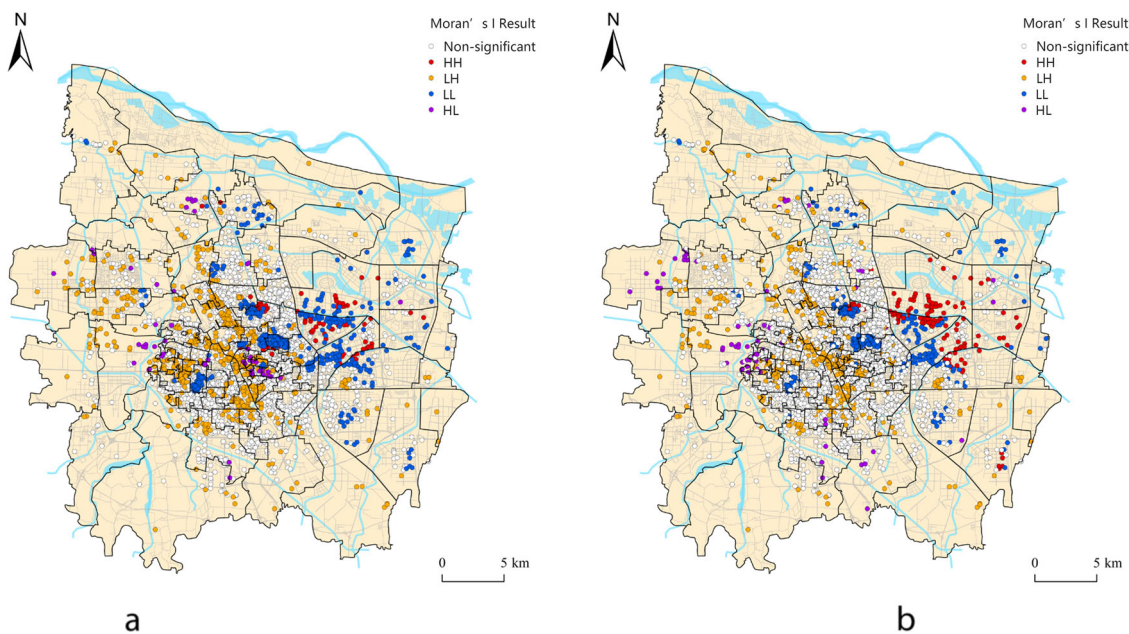 N
Moran’s I Result
Non-significant
HH
LH
LL
HL
0 5 km
a
N
Moran’s I Result
Non-significant
HH
LH
LL
HL
0 5 km
b